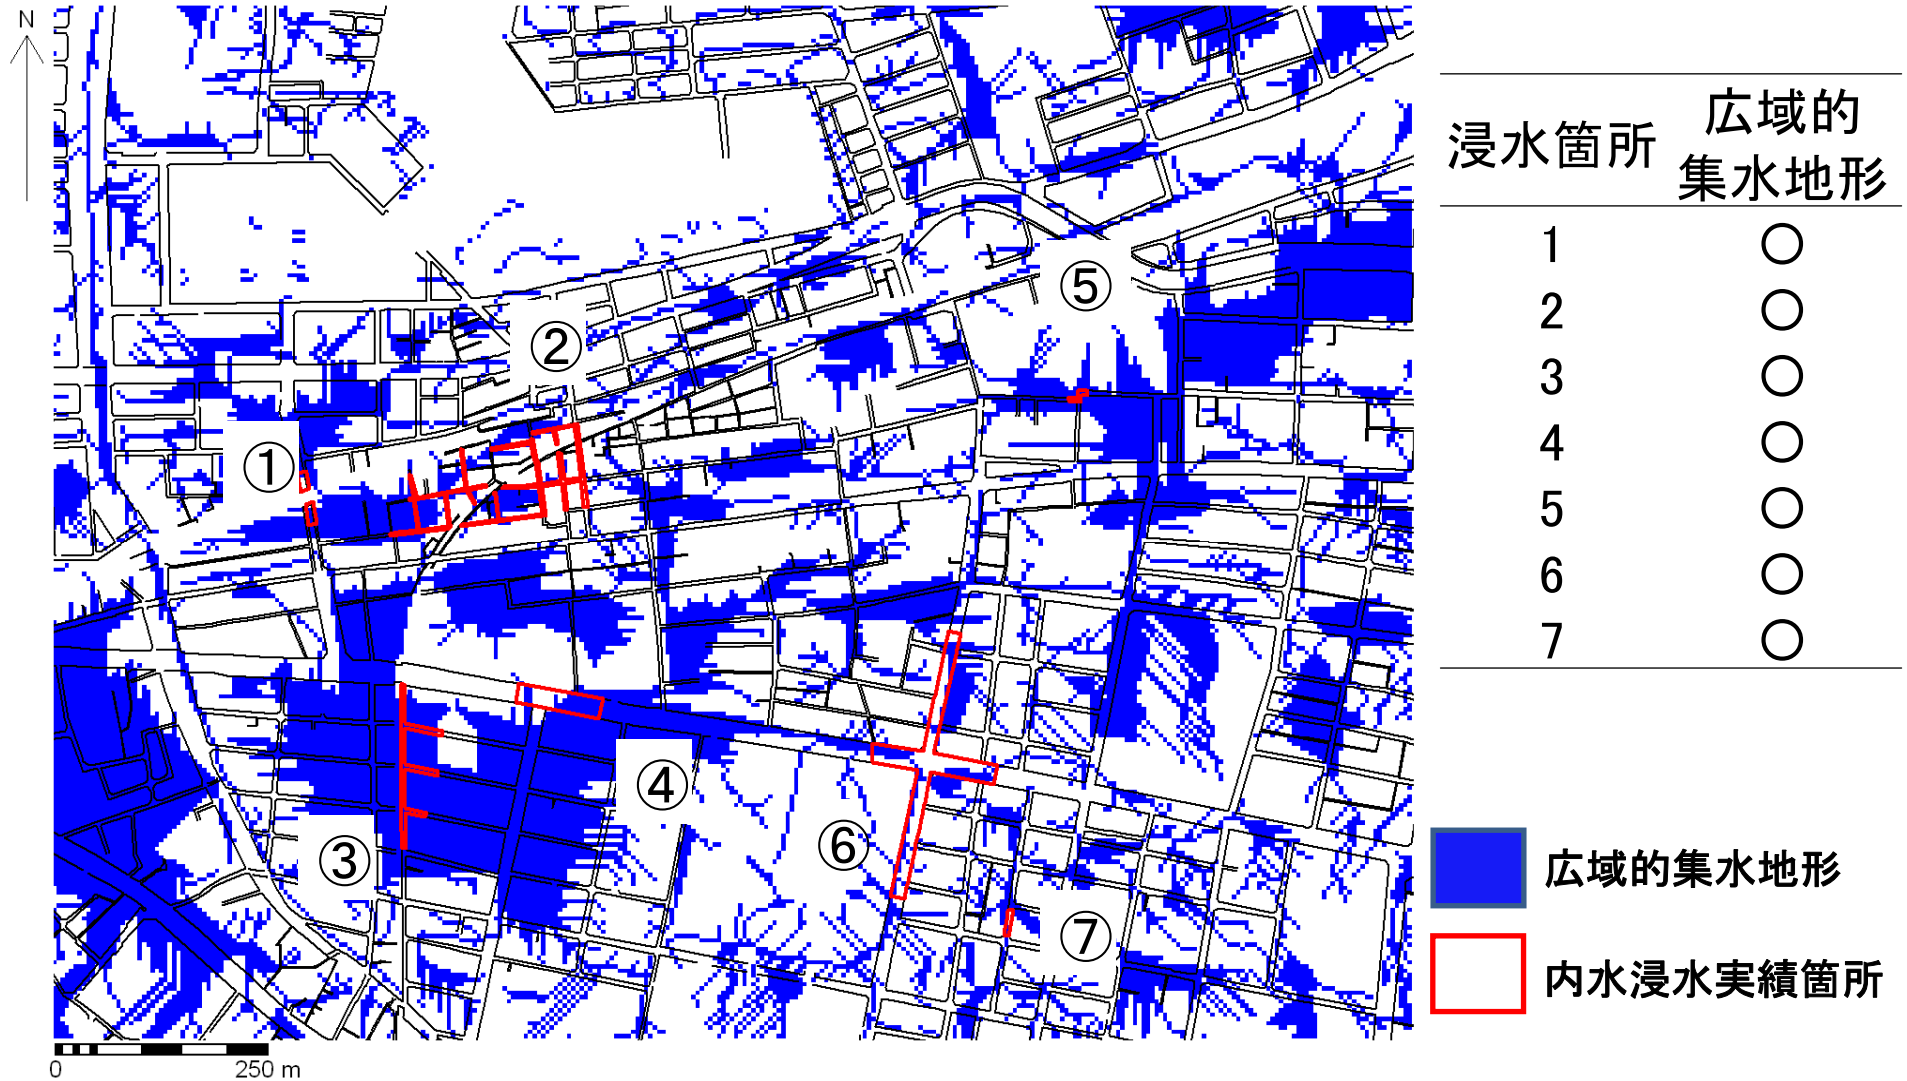 N
①
②
③
④
⑤
⑥
⑦
0 250 m
浸水箇所 広域的
集水地形
1 ○
2 ○
3 ○
4 ○
5 ○
6 ○
7 ○
広域的集水地形
内水浸水実績箇所